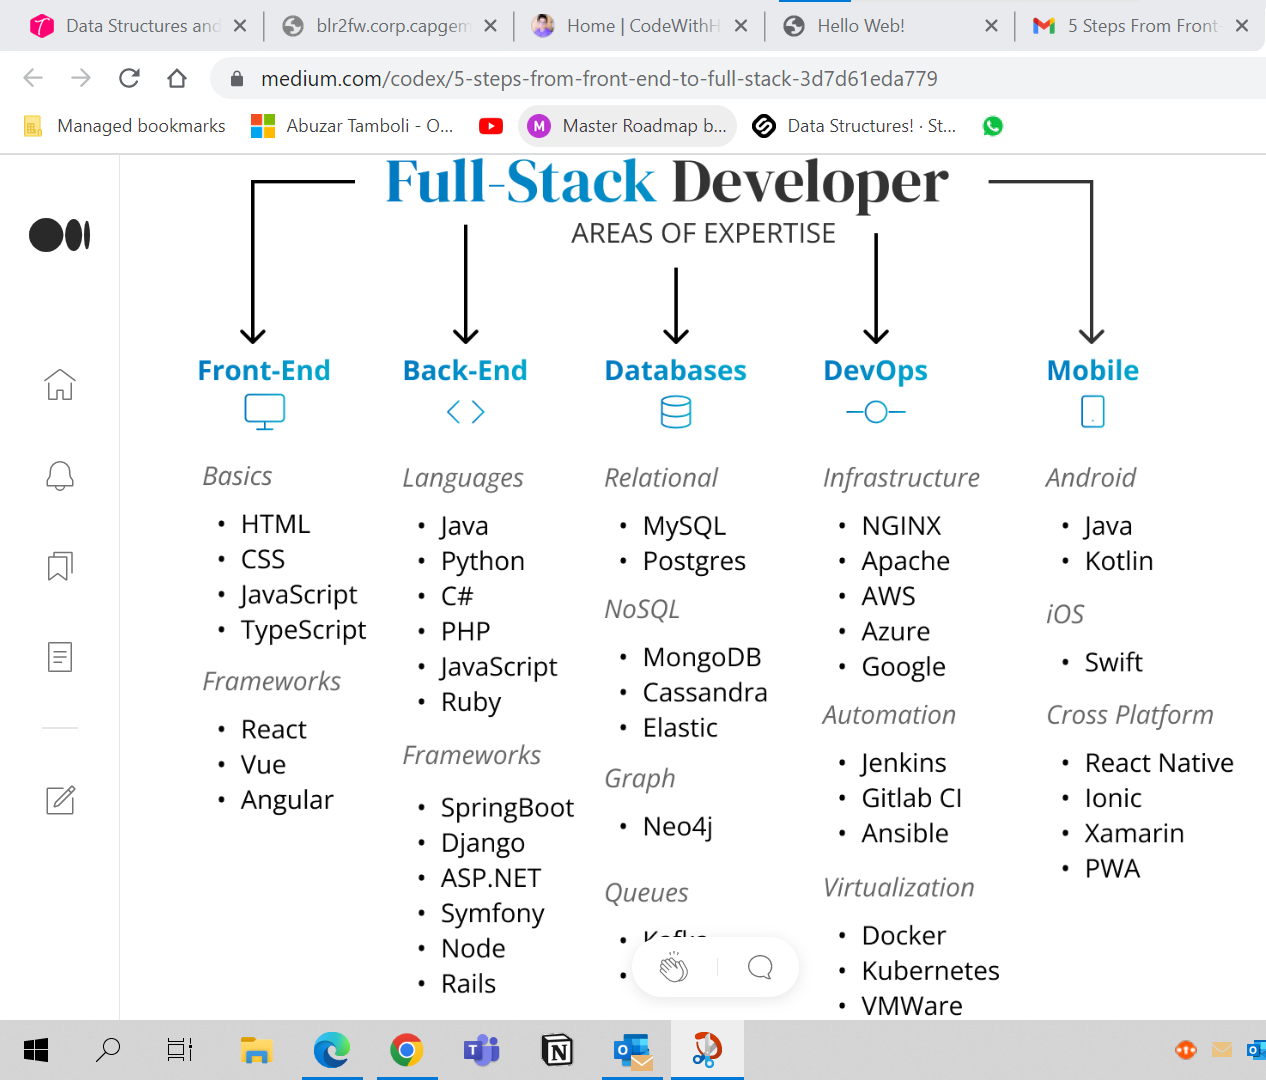 Data Structures and
blr2fw.corp.capgem
Home | CodeWithH
Hello Web!
5 Steps From Front
medium.com/codex/5-steps-from-front-end-to-full-stack-3d7d61eda779
Managed bookmarks
Abuzar Tamboli - O...
M
Master Roadmap b...
Data Structures! · St...
Full-Stack Developer
AREAS OF EXPERTISE
Front-End
Basics
• HTML
• CSS
• JavaScript
• TypeScript
Frameworks
• React
• Vue
• Angular
Back-End
Languages
• Java
• Python
• C#
• PHP
• JavaScript
• Ruby
Frameworks
• SpringBoot
• Django
• ASP.NET
• Symfony
• Node
• Rails
Databases
Relational
• MySQL
• Postgres
NoSQL
• MongoDB
• Cassandra
• Elastic
Graph
• Neo4j
Queues
• Kafka
DevOps
Infrastructure
• NGINX
• Apache
• AWS
• Azure
• Google
Automation
• Jenkins
• Gitlab CI
• Ansible
Virtualization
• Docker
• Kubernetes
• VMWare
Mobile
Android
• Java
• Kotlin
iOS
• Swift
Cross Platform
• React Native
• Ionic
• Xamarin
• PWA